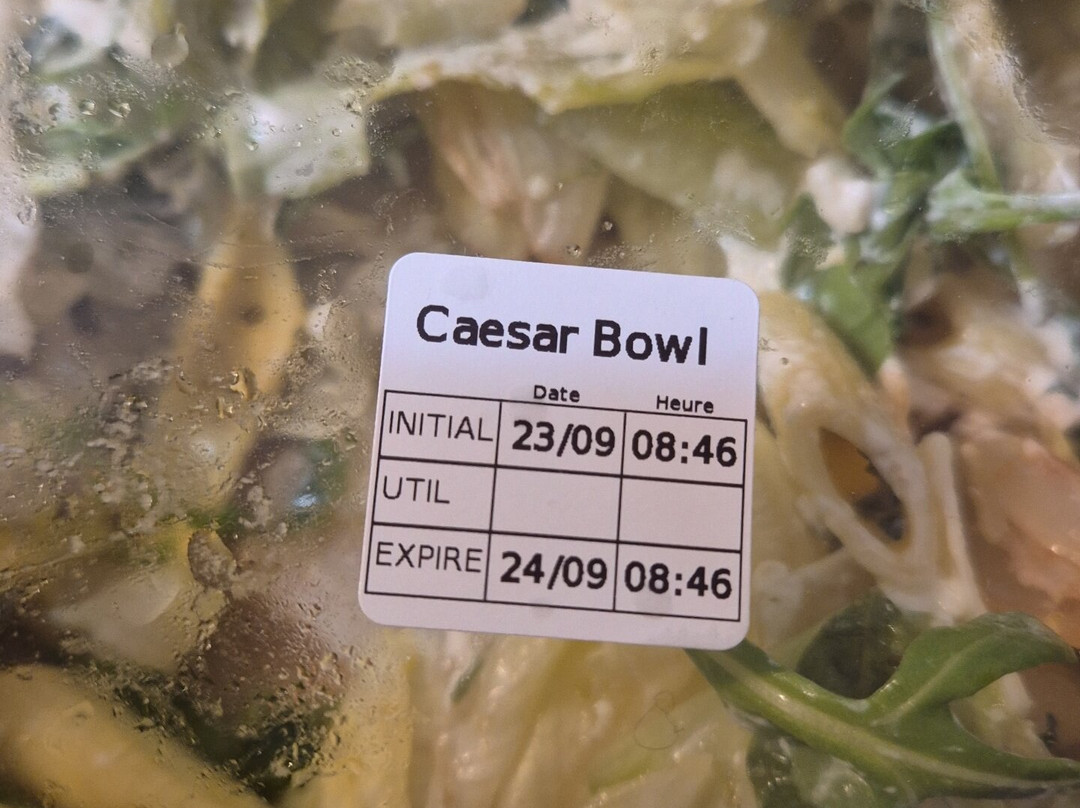 Caesar Bowl
Date Heure
INITIAL 23/09 08:46
UTIL
EXPIRE 24/09 08:46